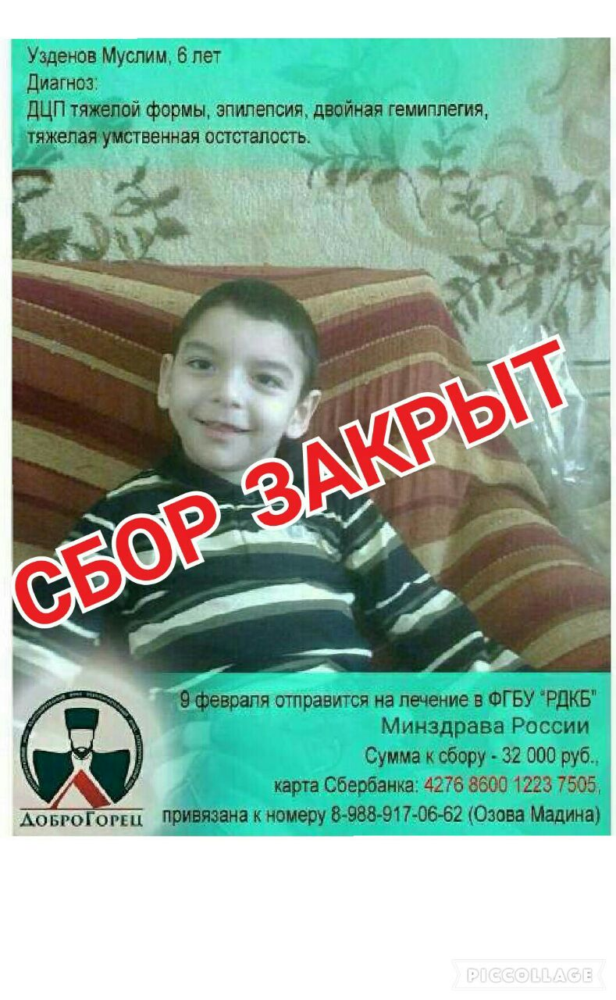 Узденов Муслим, 6 лет
Диагноз:
ДЦП тяжелой формы, эпилепсия, двойная гемиплегия,
тяжелая умственная остсталость.
СБОР ЗАКРЫТ
9 февраля отправится на лечение в ФГБУ "РДКБ"
Минздрава России
Сумма к сбору - 32 000 руб.,
карта Сбербанка: 4276 8600 1223 7505,
привязана к номеру 8-988-917-06-62 (Озова Мадина)
ДоброГорец
PICCOLLAGE